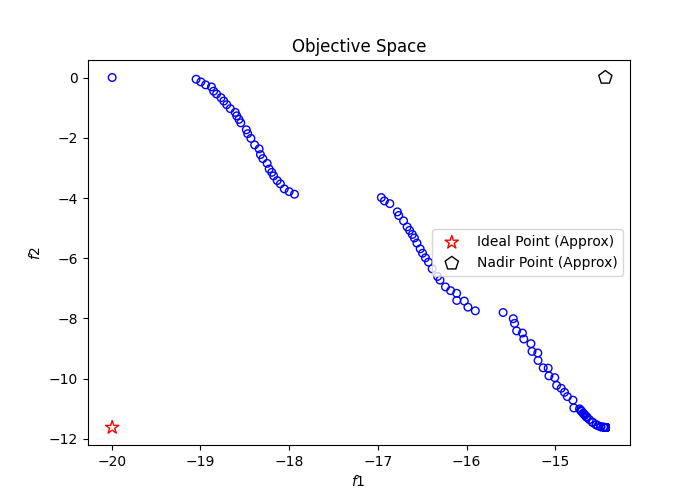 Objective Space
0
−2
−4
−6
−8
−10
−12
f2
Ideal Point (Approx)
Nadir Point (Approx)
−20
−19
−18
−17
−16
−15
f1